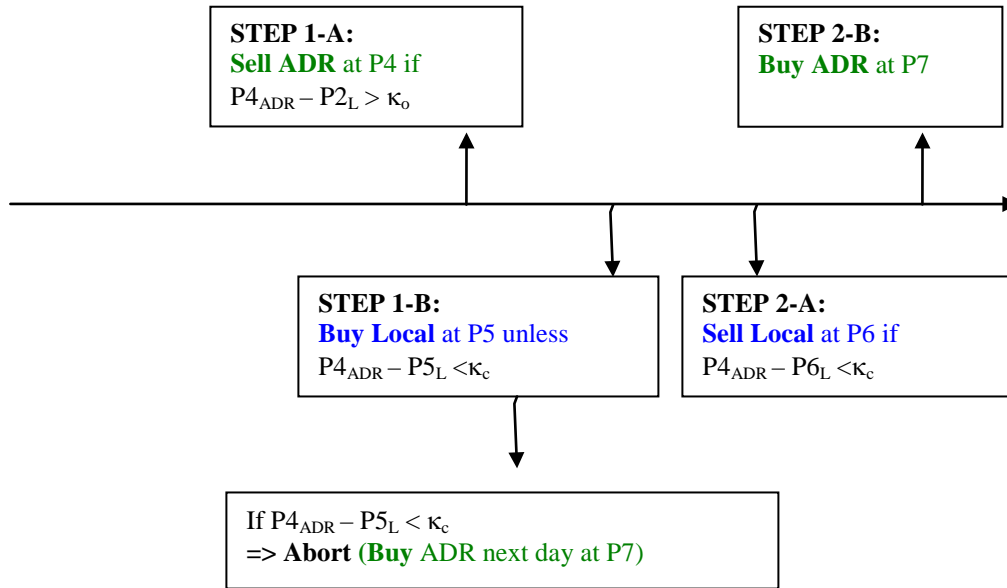 STEP 1-A:
Sell ADR at P4 if
P4ADR – P2L > κo
STEP 2-B:
Buy ADR at P7
STEP 1-B:
Buy Local at P5 unless
P4ADR – P5L <κc
STEP 2-A:
Sell Local at P6 if
P4ADR – P6L <κc
If P4ADR – P5L < κc
=> Abort (Buy ADR next day at P7)